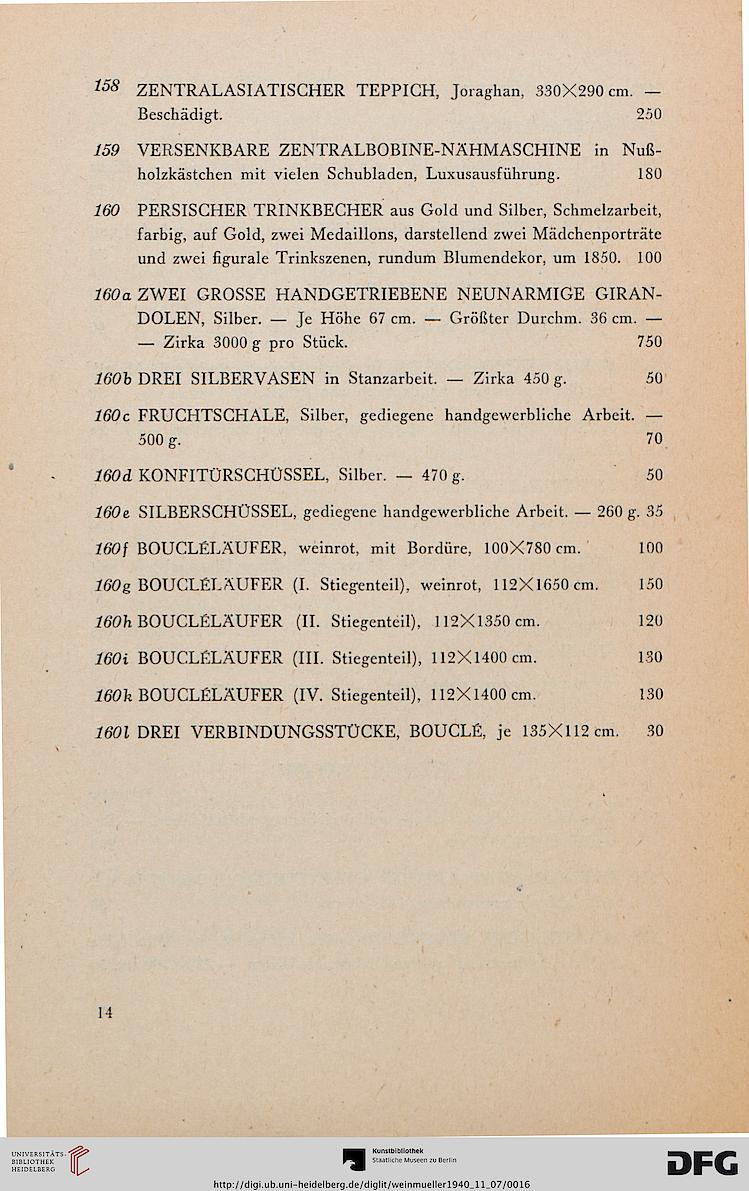 158 ZENTRALASIATISCHER TEPPICH, Joraghan, 330×290 cm. —
Beschädigt. 250
159 VERSENKBARE ZENTRALBOBINE-NÄHMASCHINE in Nuß-
holzkästchen mit vielen Schubladen, Luxusausführung. 180
160 PERSISCHER TRINKBECHER aus Gold und Silber, Schmelzarbeit,
farbig, auf Gold, zwei Medaillons, darstellend zwei Mädchenporträte
und zwei figurale Trinkszenen, rundum Blumendekor, um 1850. 100
160a ZWEI GROSSE HANDGETRIEBENE NEUNARMIGE GIRAN-
DOLEN, Silber. — Je Höhe 67 cm. — Größter Durchm. 36 cm. —
— Zirka 3000 g pro Stück. 750
160b DREI SILBERVASEN in Stanzarbeit. — Zirka 450 g. 50
160c FRUCHTSCHALE, Silber, gediegene handgewerbliche Arbeit. —
500 g. 70
160d KONFITÜRSCHÜSSEL, Silber. — 470 g. 50
160e SILBERSCHÜSSEL, gediegene handgewerbliche Arbeit. — 260 g. 35
160f BOUCLÉLÄUFER, weinrot, mit Bordüre, 100×780 cm. 100
160g BOUCLÉLÄUFER (I. Stiegenteil), weinrot, 112×1650 cm. 150
160h BOUCLÉLÄUFER (II. Stiegenteil), 112×1350 cm. 120
160i BOUCLÉLÄUFER (III. Stiegenteil), 112×1400 cm. 130
160k BOUCLÉLÄUFER (IV. Stiegenteil), 112×1400 cm. 130
160l DREI VERBINDUNGSSTÜCKE, BOUCLÉ, je 135×112 cm. 30
14
UNIVERSITÄTS-
BIBLIOTHEK
HEIDELBERG
Kunstbibliothek
Staatliche Museen zu Berlin
DFG
http://digi.ub.uni-heidelberg.de/diglit/weinmueller1940_11_07/0016